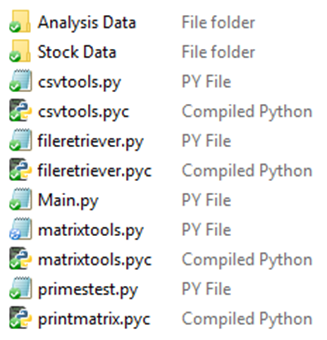 Analysis Data File folder
Stock Data File folder
csvtools.py PY File
csvtools.pyc Compiled Python
fileretriever.py PY File
fileretriever.pyc Compiled Python
Main.py PY File
matrixtools.py PY File
matrixtools.pyc Compiled Python
primestest.py PY File
printmatrix.pyc Compiled Python